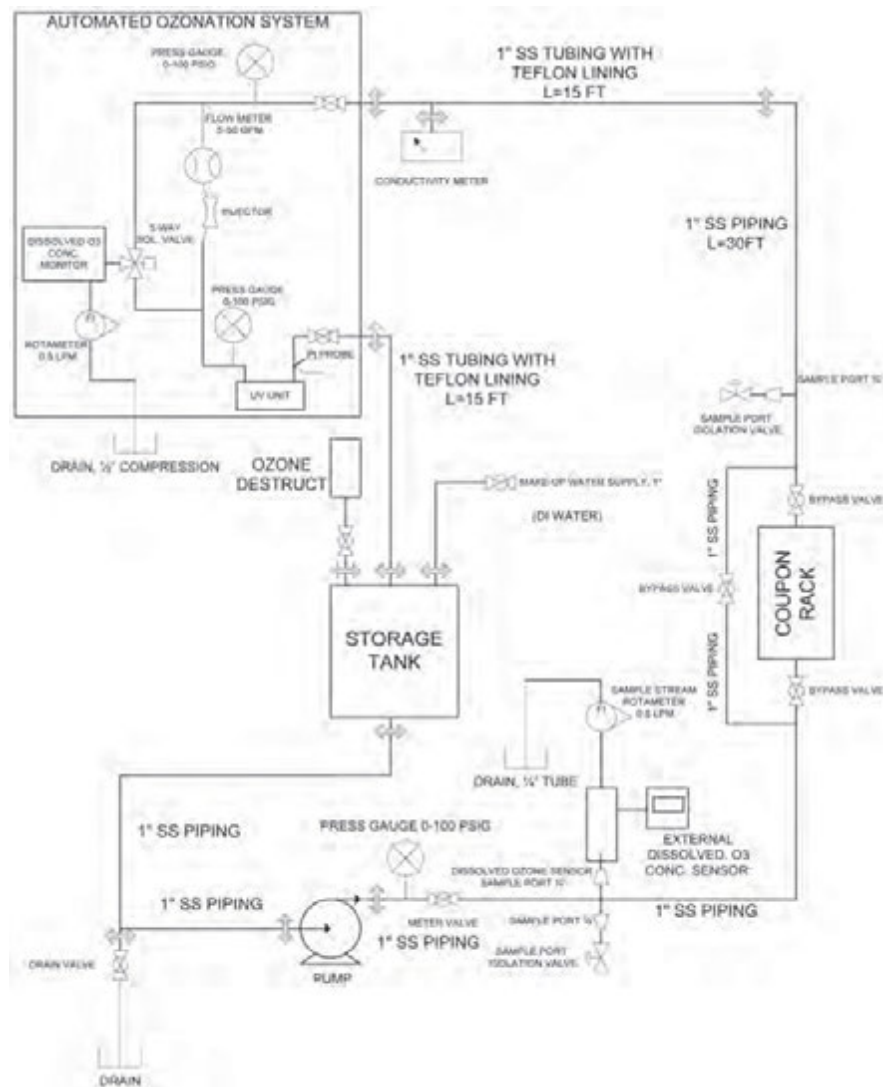 AUTOMATED OZONATION SYSTEM
PRESS GAUGE,
0-100 PSIG
1" SS TUBING WITH
TEFLON LINING
L=15 FT
FLOW METER
0-50 GPM
CONDUCTIVITY METER
INJECTOR
3-WAY
SOL. VALVE
DISSOLVED O3
CONC.
MONITOR
1" SS PIPING
L=30FT
PRESS GAUGE
0-100 PSIG
FI
ROTAMETER
0.5 LPM
PROBE
UV UNIT
1" SS TUBING WITH
TEFLON LINING
L=15 FT
SAMPLE PORT
SAMPLE PORT
ISOLATION VALVE
DRAIN, ½" COMPRESSION
OZONE
DESTRUCT
MAKE-UP WATER SUPPLY, 1"
(DI WATER)
1" SS PIPING
BYPASS VALVE
COUPON
RACK
BYPASS VALVE
STORAGE
TANK
1" SS PIPING
BYPASS VALVE
SAMPLE STREAM
ROTAMETER
0.5 LPM
FI
DRAIN, ¼" TUBE
1" SS PIPING
PRESS GAUGE 0-100 PSIG
EXTERNAL
DISSOLVED. O3
CONC. SENSOR
DISSOLVED OZONE SENSOR
SAMPLE PORT
1" SS PIPING
METER VALVE
SAMPLE PORT
1" SS PIPING
1" SS PIPING
SAMPLE PORT
ISOLATION VALVE
DRAIN VALVE
PUMP
DRAIN